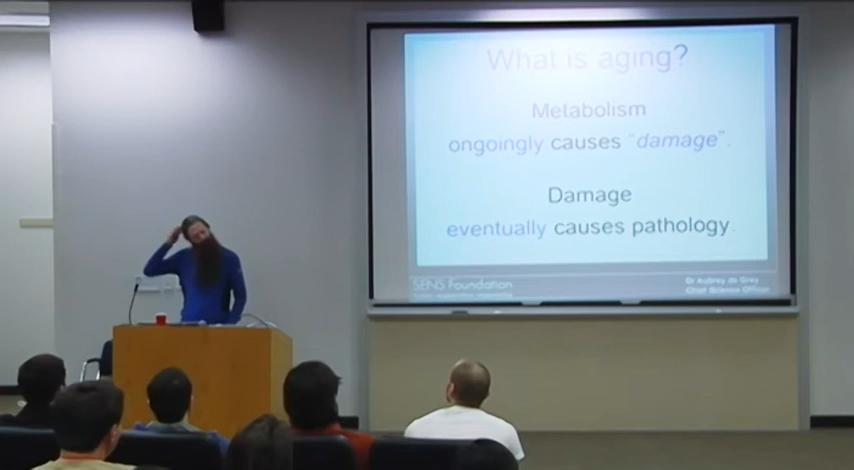 What is aging?
Metabolism
ongoingly causes "damage".
Damage
eventually causes pathology.
SENS Foundation
Dr Aubrey de Grey
Chief Science Officer